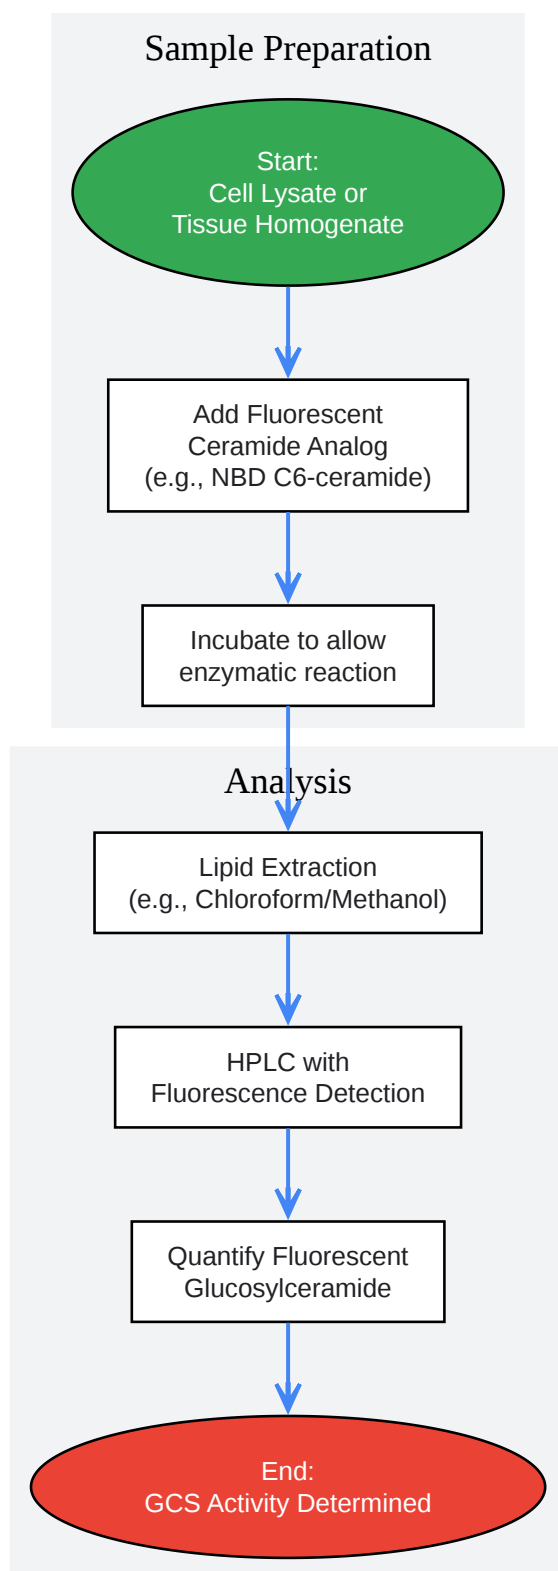 Sample Preparation
Start:
Cell Lysate or
Tissue Homogenate
Add Fluorescent
Ceramide Analog
(e.g., NBD C6-ceramide)
Incubate to allow
enzymatic reaction
Analysis
Lipid Extraction
(e.g., Chloroform/Methanol)
HPLC with
Fluorescence Detection
Quantify Fluorescent
Glucosylceramide
End:
GCS Activity Determined